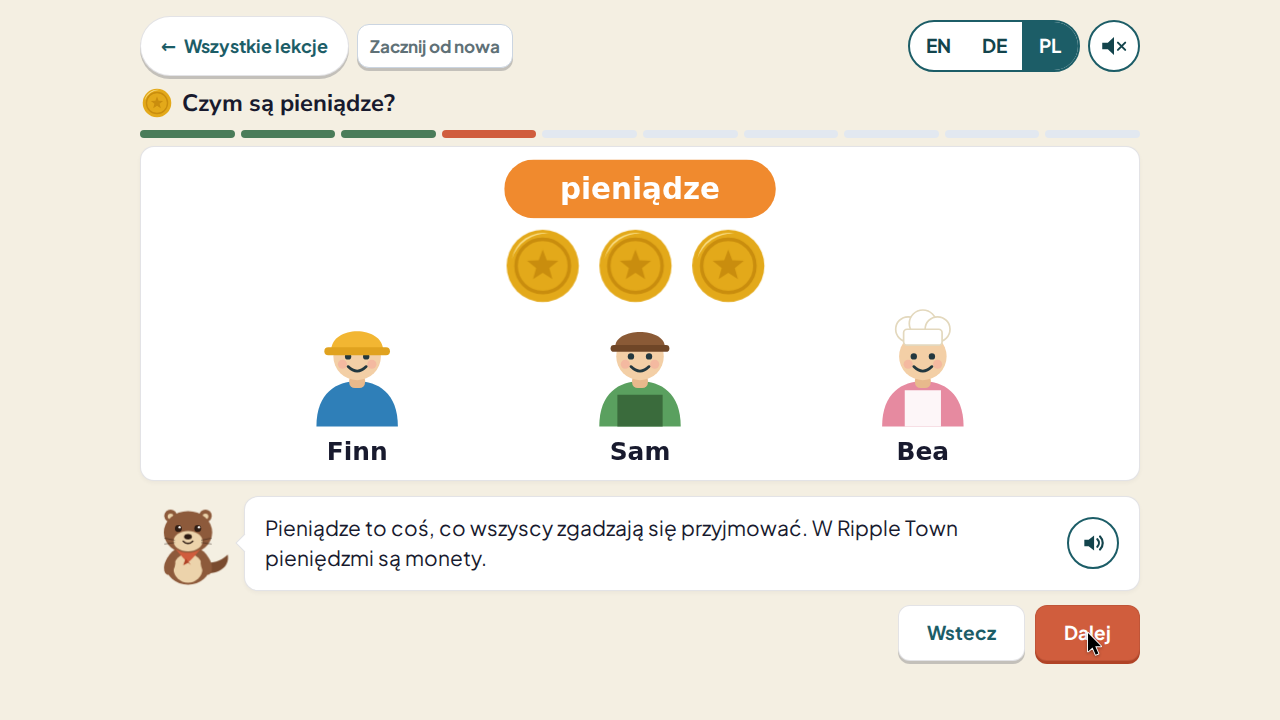 ← Wszystkie lekcje
Zacznij od nowa
EN DE PL
Czym są pieniądze?
pieniądze
Finn Sam Bea
Pieniądze to coś, co wszyscy zgadzają się przyjmować. W Ripple Town
pieniędzmi są monety.
Wstecz
Dalej